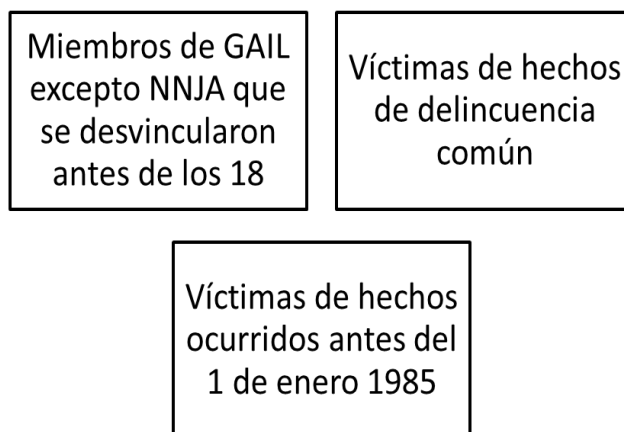 Miembros de GAIL
excepto NNJA que
se desvincularon
antes de los 18
Víctimas de hechos
de delincuencia
común
Víctimas de hechos
ocurridos antes del
1 de enero 1985